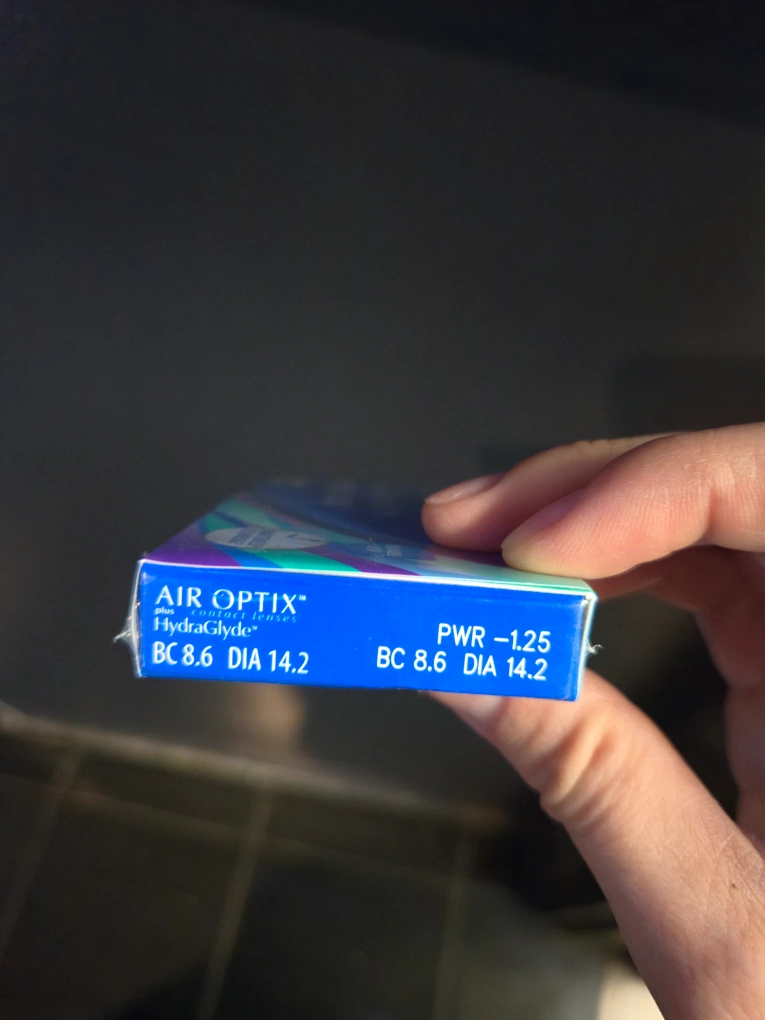 AIR OPTIX™
plus
contact lenses
HydraGlyde™
BC 8.6 DIA 14.2
PWR –1.25
BC 8.6 DIA 14.2